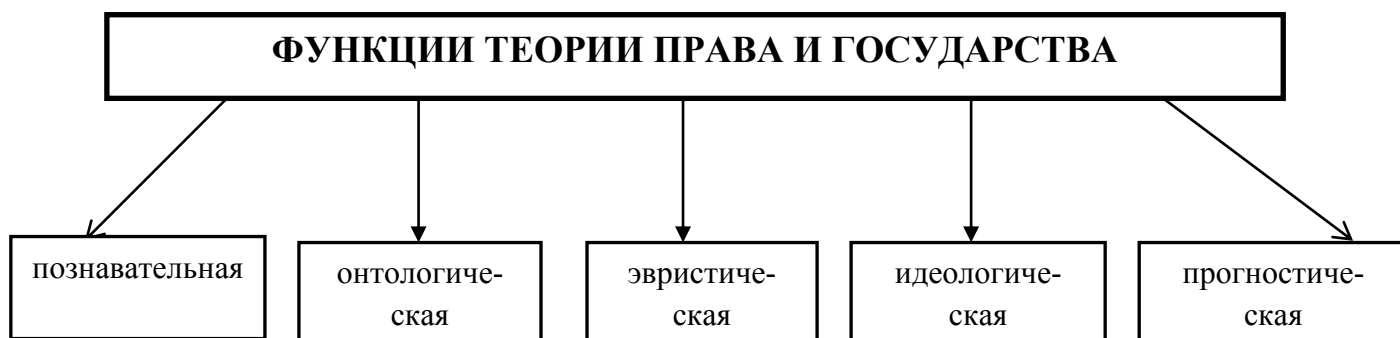 ФУНКЦИИ ТЕОРИИ ПРАВА И ГОСУДАРСТВА
познавательная
онтологиче-
ская
эвристиче-
ская
идеологиче-
ская
прогностиче-
ская